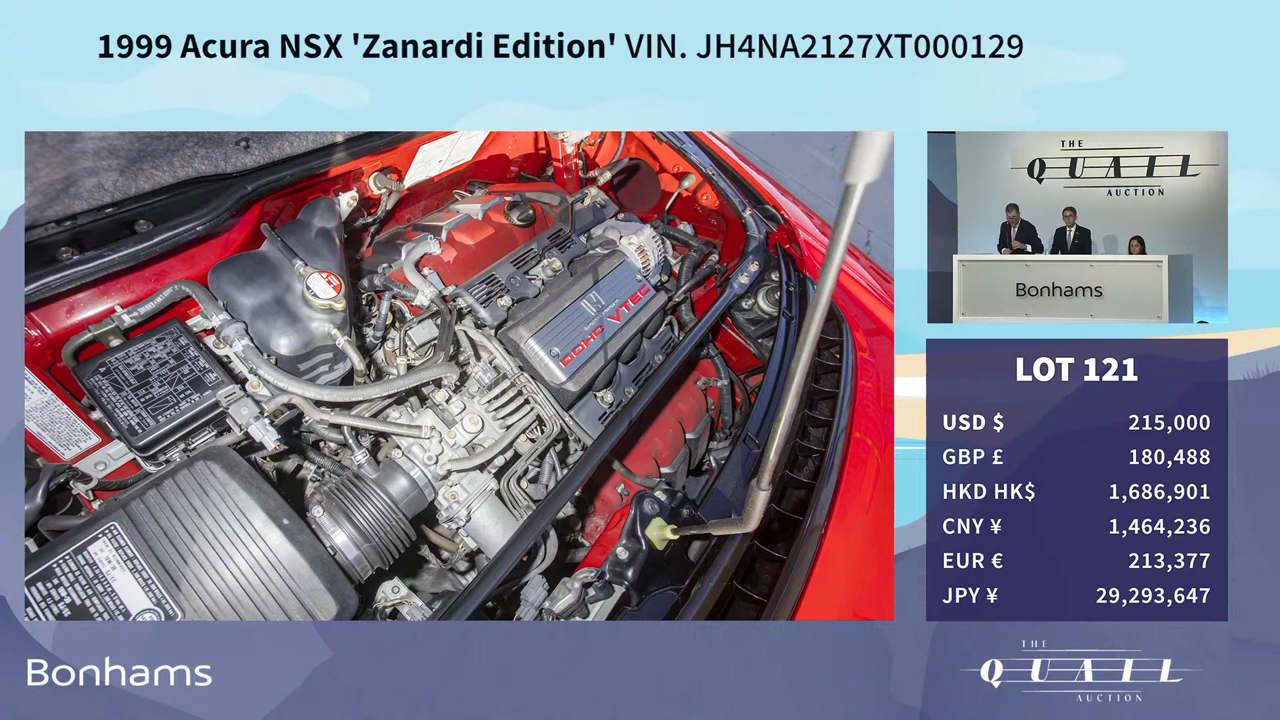 1999 Acura NSX 'Zanardi Edition' VIN. JH4NA2127XT000129
DOHC VTEC
THE
QUAIL
AUCTION
Bonhams
LOT 121
USD $ 215,000
GBP £ 180,488
HKD HK$ 1,686,901
CNY ¥ 1,464,236
EUR € 213,377
JPY ¥ 29,293,647
Bonhams
THE
QUAIL
AUCTION